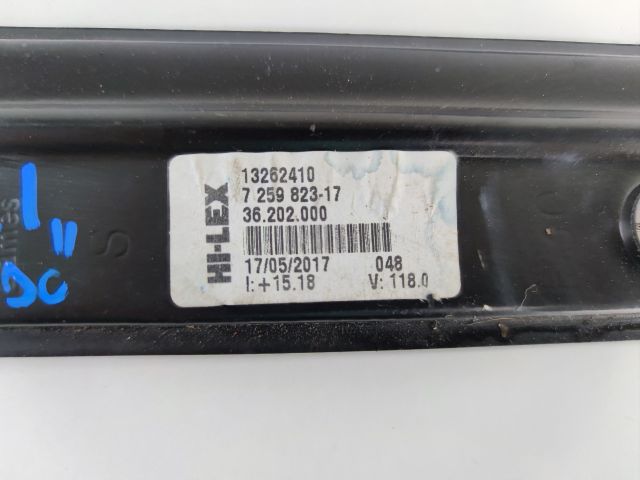 HI-LEX
13262410
7 259 823-17
36.202.000
17/05/2017 048
I: +15.18 V: 118.0
S